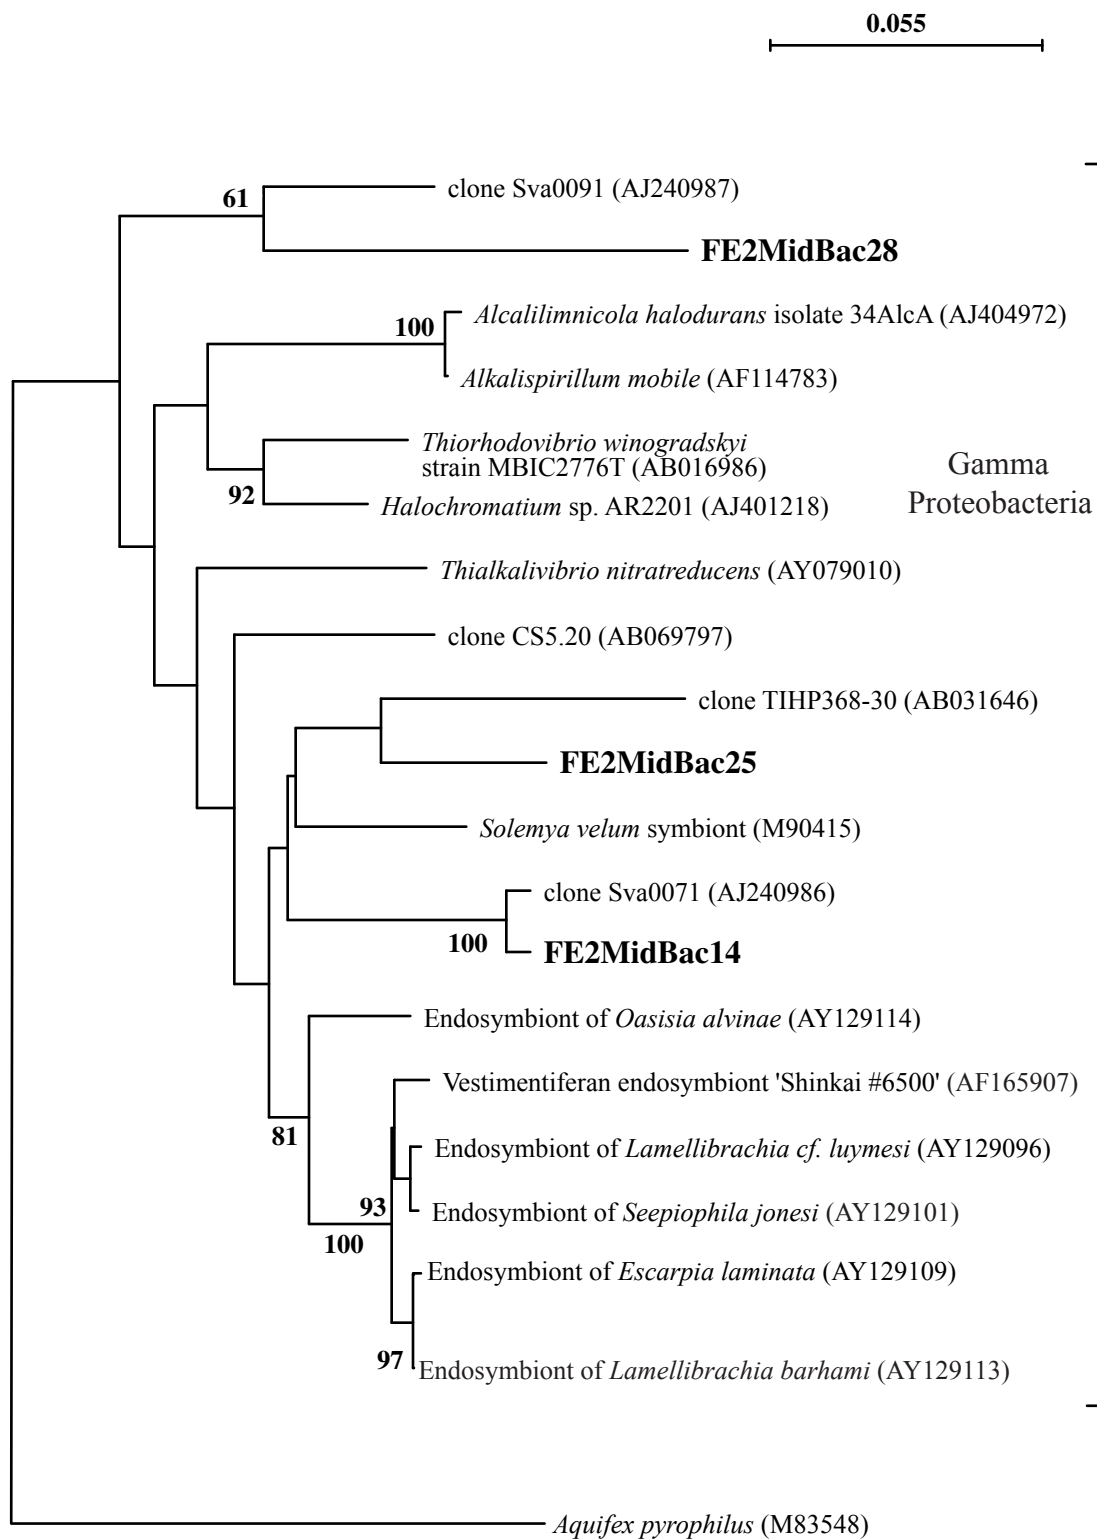 0.055
61
clone Sva0091 (AJ240987)
FE2MidBac28
100
Alcalilimnicola halodurans isolate 34AlcA (AJ404972)
Alkalispirillum mobile (AF114783)
Thiorhodovibrio winogradskyi
strain MBIC2776T (AB016986)
92
Halochromatium sp. AR2201 (AJ401218)
Gamma
Proteobacteria
Thialkalivibrio nitratreducens (AY079010)
clone CS5.20 (AB069797)
clone TIHP368-30 (AB031646)
FE2MidBac25
Solemya velum symbiont (M90415)
clone Sva0071 (AJ240986)
100
FE2MidBac14
Endosymbiont of Oasisia alvinae (AY129114)
Vestimentiferan endosymbiont 'Shinkai #6500' (AF165907)
81
Endosymbiont of Lamellibrachia cf. luymesi (AY129096)
93
Endosymbiont of Seepiophila jonesi (AY129101)
100
Endosymbiont of Escarpia laminata (AY129109)
97
Endosymbiont of Lamellibrachia barhami (AY129113)
Aquifex pyrophilus (M83548)